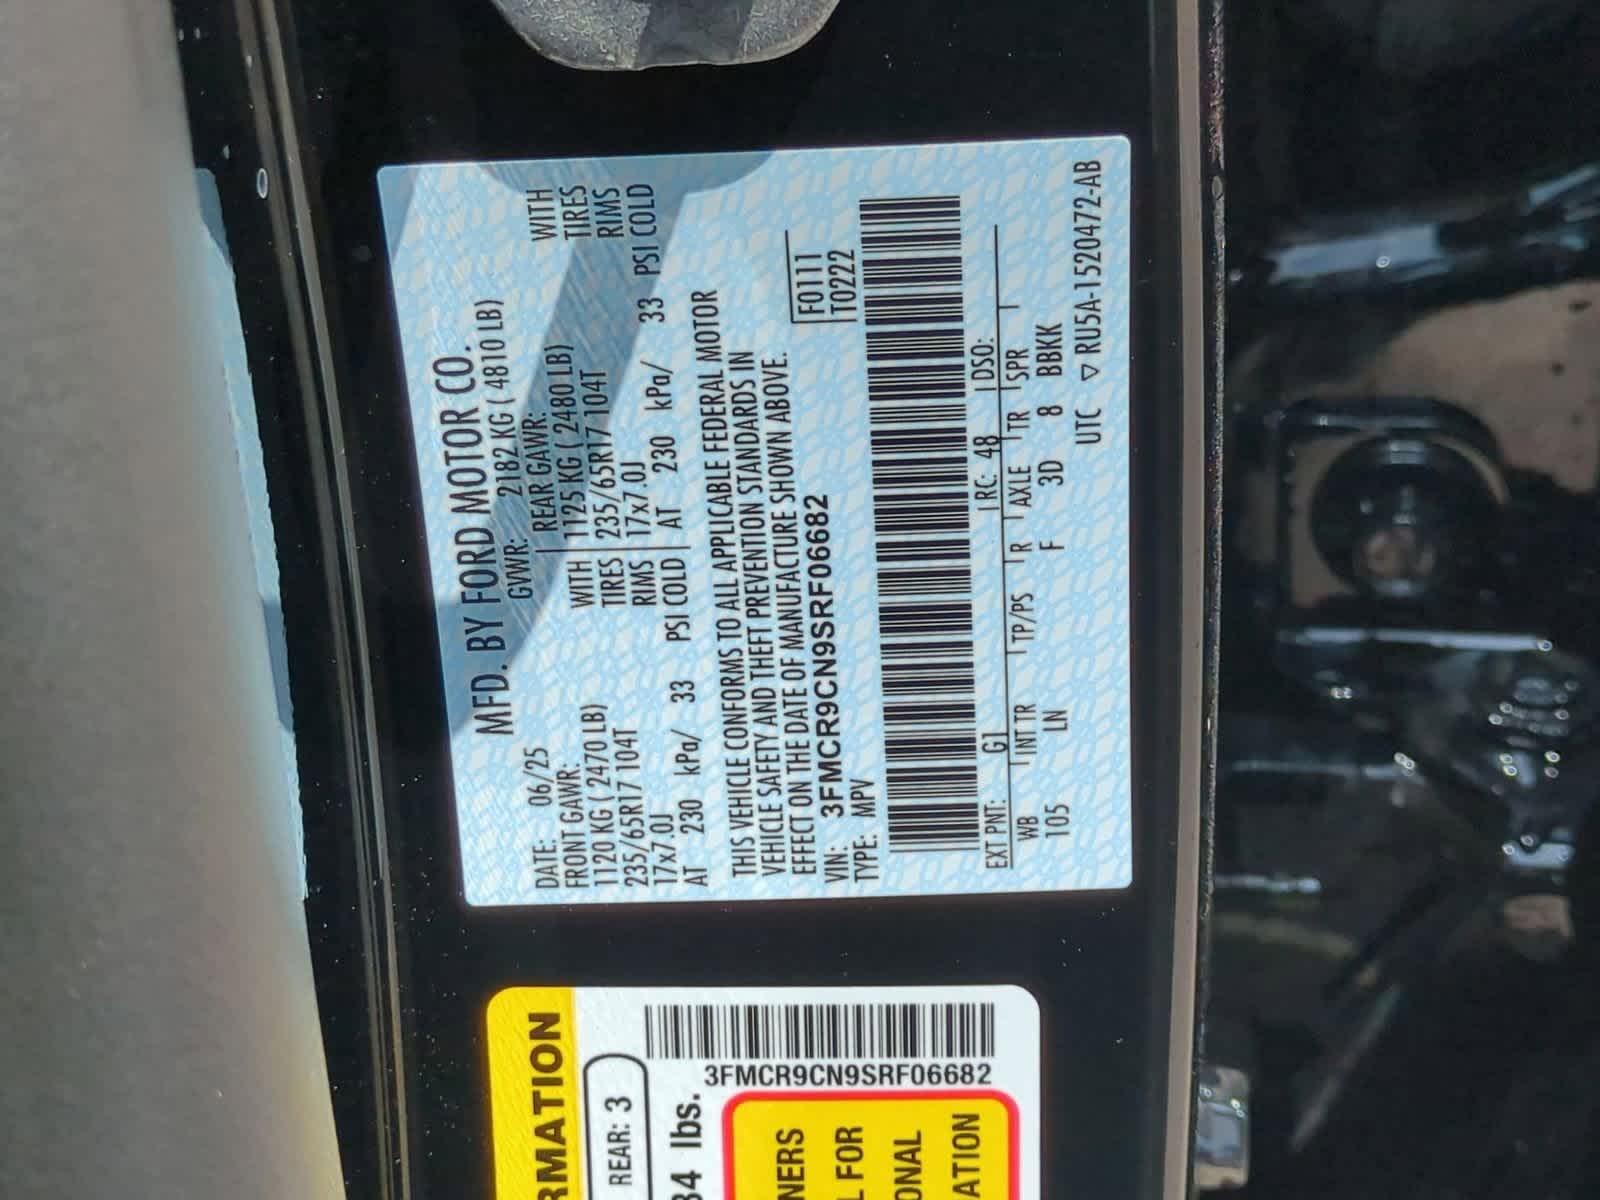 MFD. BY FORD MOTOR CO.
DATE: 06/25 GVWR: 2182 KG ( 4810 LB)
FRONT GAWR: REAR GAWR: WITH
1120 KG ( 2470 LB) WITH 1125 KG ( 2480 LB) TIRES
235/65R17 104T TIRES 235/65R17 104T RIMS
17x7.0J RIMS 17x7.0J PSI COLD
AT 230 kPa/ 33 PSI COLD AT 230 kPa/ 33
THIS VEHICLE CONFORMS TO ALL APPLICABLE FEDERAL MOTOR
VEHICLE SAFETY AND THEFT PREVENTION STANDARDS IN
EFFECT ON THE DATE OF MANUFACTURE SHOWN ABOVE.
VIN: 3FMCR9CN9SRF06682 F0111
TYPE: MPV T0222
EXT PNT: G1 RC: 48 DSO:
WB INT TR TP/PS R AXLE TR SPR
105 LN F 3D 8 BBKK
UTC ▽ RU5A-1520472-AB
RMATION
REAR: 3
34 lbs.
3FMCR9CN9SRF06682
NERS
L FOR
ONAL
ATION